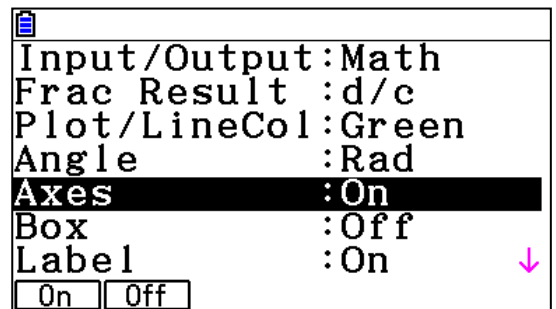 Input/Output:Math
Frac Result :d/c
Plot/LineCol:Green
Angle :Rad
Axes :On
Box :Off
Label :On ↓
On Off